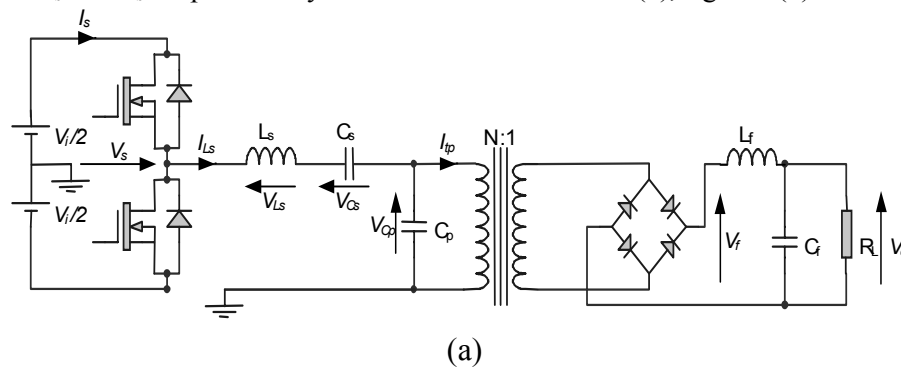 Is
Ls
Cs
N:1
Lf
Vi/2
Vs
ILs
Itp
VLs
VCs
Vi/2
VCp
Cp
Vf
Cf
RL
(a)